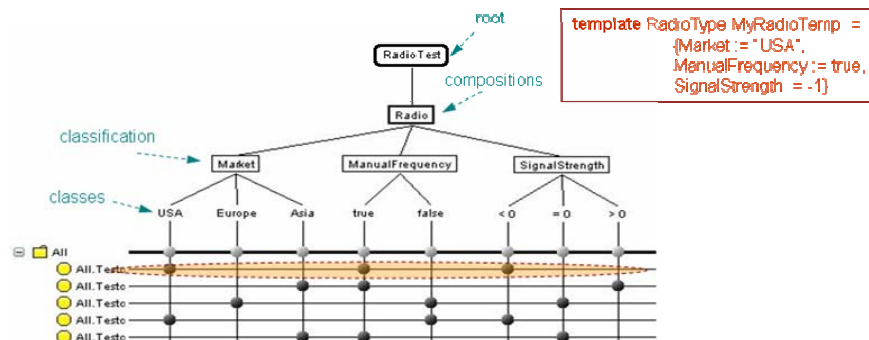 root
template RadioType MyRadioTemp =
{Market := "USA",
ManualFrequency := true,
SignalStrength = -1}
RadioTest
compositions
Radio
classification
Market ManualFrequency SignalStrength
classes
USA Europe Asia true false < 0 = 0 > 0
All
All.Testc
All.Testc
All.Testc
All.Testc
All.Testc